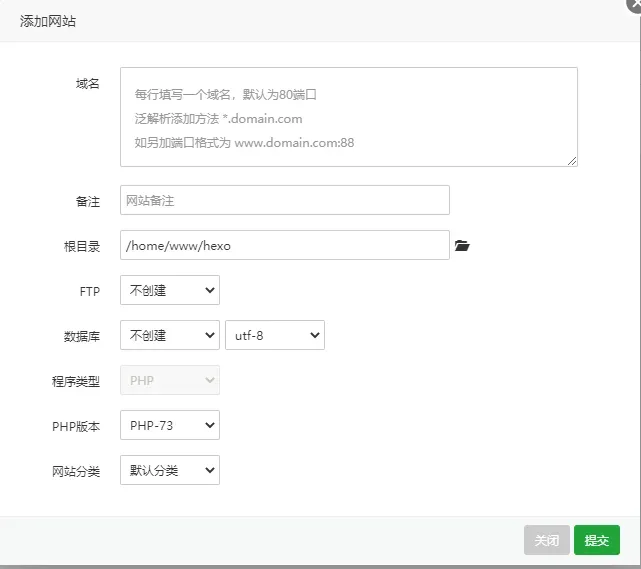 添加网站
域名
每行填写一个域名，默认为80端口
泛解析添加方法 *.domain.com
如另加端口格式为 www.domain.com:88
备注 网站备注
根目录 /home/www/hexo
FTP 不创建
数据库 不创建 utf-8
程序类型 PHP
PHP版本 PHP-73
网站分类 默认分类
关闭 提交